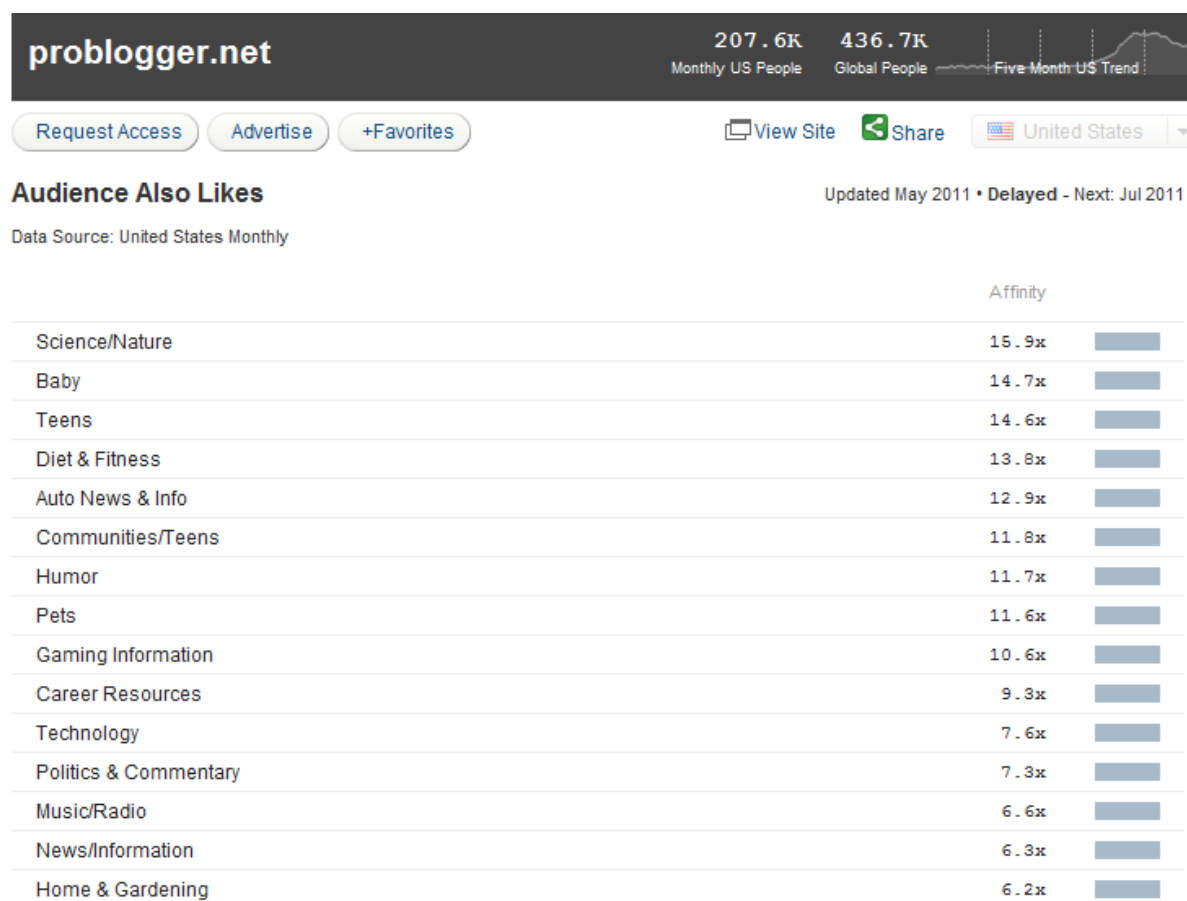 problogger.net
207.6K 436.7K
Monthly US People Global People Five Month US Trend
Request Access Advertise +Favorites View Site Share United States
Audience Also Likes Updated May 2011 • Delayed - Next: Jul 2011
Data Source: United States Monthly
Affinity
Science/Nature 15.9x
Baby 14.7x
Teens 14.6x
Diet & Fitness 13.8x
Auto News & Info 12.9x
Communities/Teens 11.8x
Humor 11.7x
Pets 11.6x
Gaming Information 10.6x
Career Resources 9.3x
Technology 7.6x
Politics & Commentary 7.3x
Music/Radio 6.6x
News/Information 6.3x
Home & Gardening 6.2x